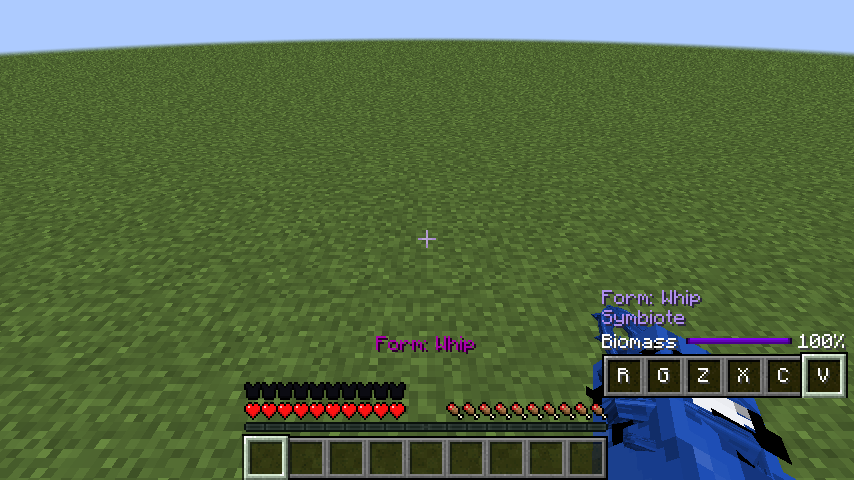 Form: Whip
Symbiote
Biomass 100%
Form: Whip
R G Z X C V